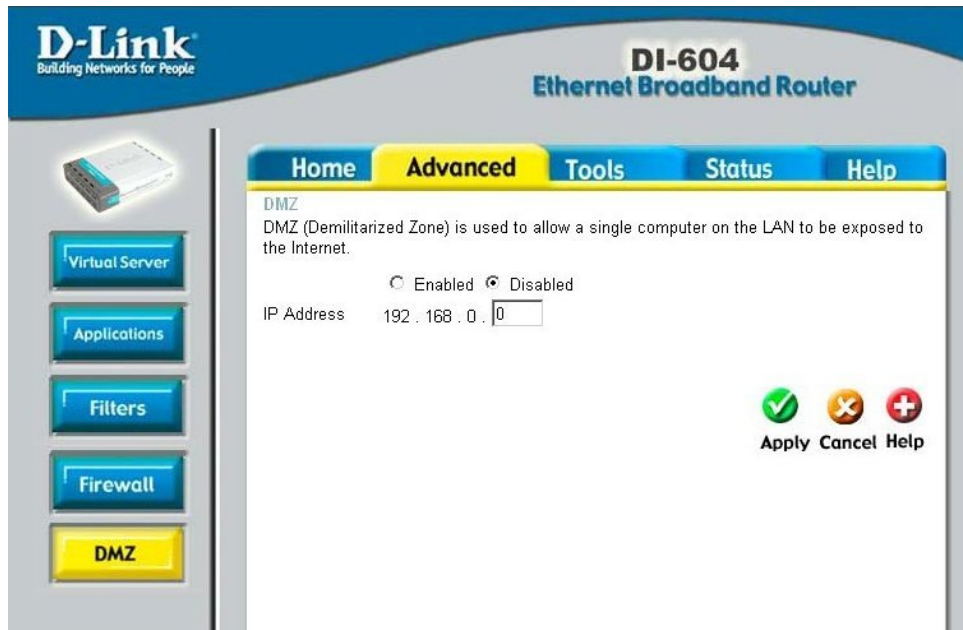 D-Link
Building Networks for People
DI-604
Ethernet Broadband Router
Home
Advanced
Tools
Status
Help
Virtual Server
Applications
Filters
Firewall
DMZ
DMZ
DMZ (Demilitarized Zone) is used to allow a single computer on the LAN to be exposed to
the Internet.
Enabled Disabled
IP Address 192 . 168 . 0 . 0
Apply Cancel Help